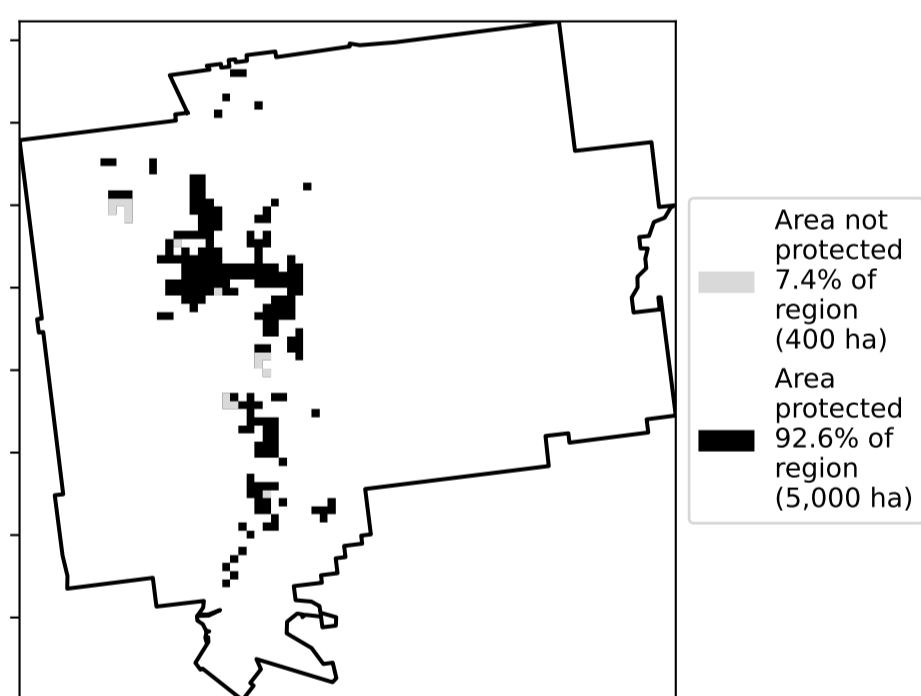 Area not
protected
7.4% of
region
(400 ha)
Area
protected
92.6% of
region
(5,000 ha)